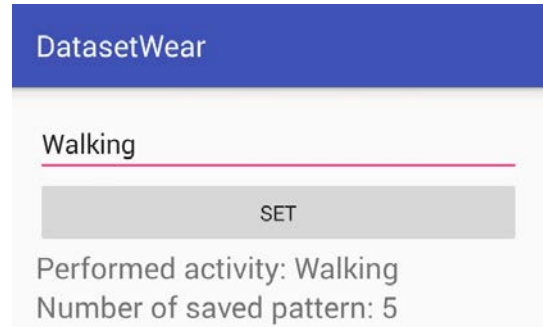 DatasetWear
Walking
SET
Performed activity: Walking
Number of saved pattern: 5